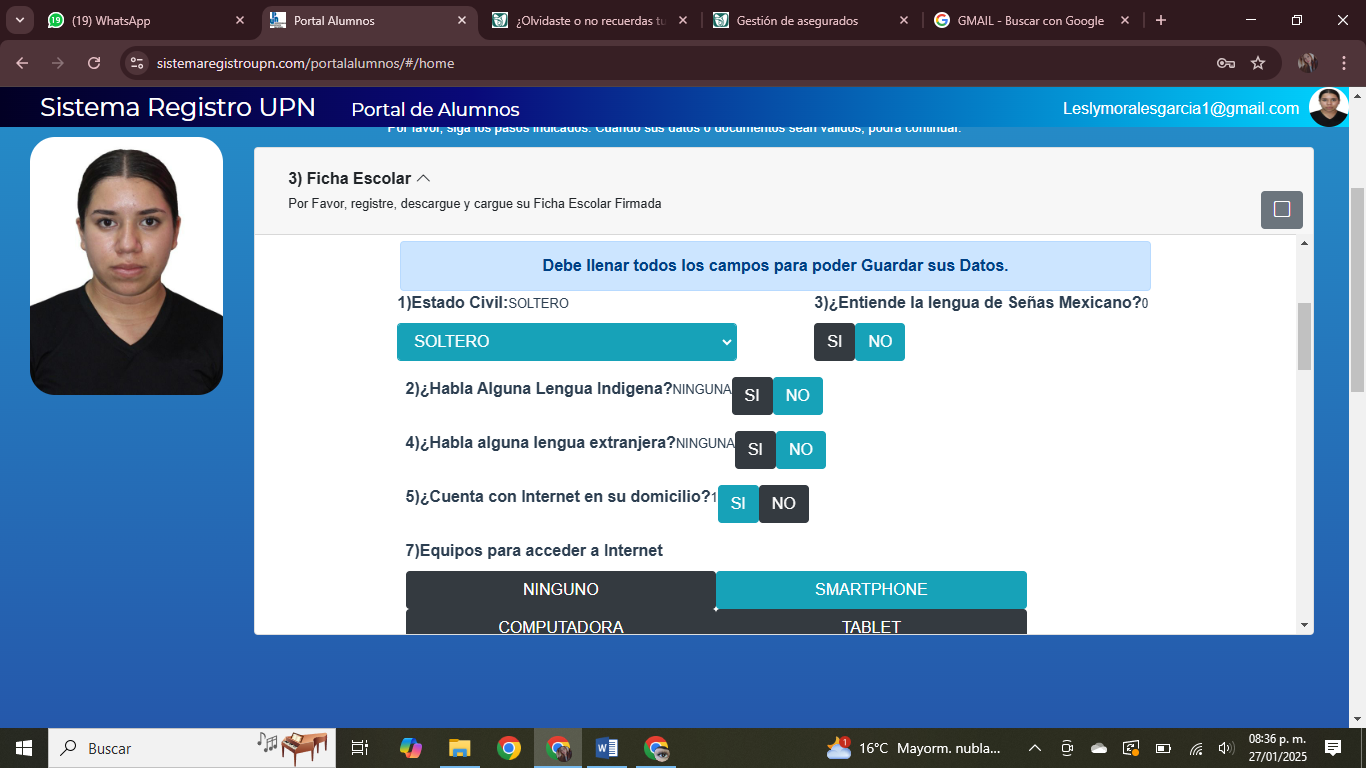 (19) WhatsApp
Portal Alumnos
¿Olvidaste o no recuerdas tu
Gestión de asegurados
GMAIL - Buscar con Google
sistemaregistroupn.com/portalalumnos/#/home
Sistema Registro UPN
Portal de Alumnos
Leslymoralesgarcia1@gmail.com
Por favor, siga los pasos indicados. Cuando sus datos o documentos sean válidos, podrá continuar.
3) Ficha Escolar
Por Favor, registre, descargue y cargue su Ficha Escolar Firmada
Debe llenar todos los campos para poder Guardar sus Datos.
1)Estado Civil:SOLTERO
SOLTERO
3)¿Entiende la lengua de Señas Mexicano?0
SI NO
2)¿Habla Alguna Lengua Indigena?NINGUNA SI NO
4)¿Habla alguna lengua extranjera?NINGUNA SI NO
5)¿Cuenta con Internet en su domicilio?1 SI NO
7)Equipos para acceder a Internet
NINGUNO SMARTPHONE
COMPUTADORA TABLET
Buscar
1
16°C Mayorm. nubla...
08:36 p. m.
27/01/2025